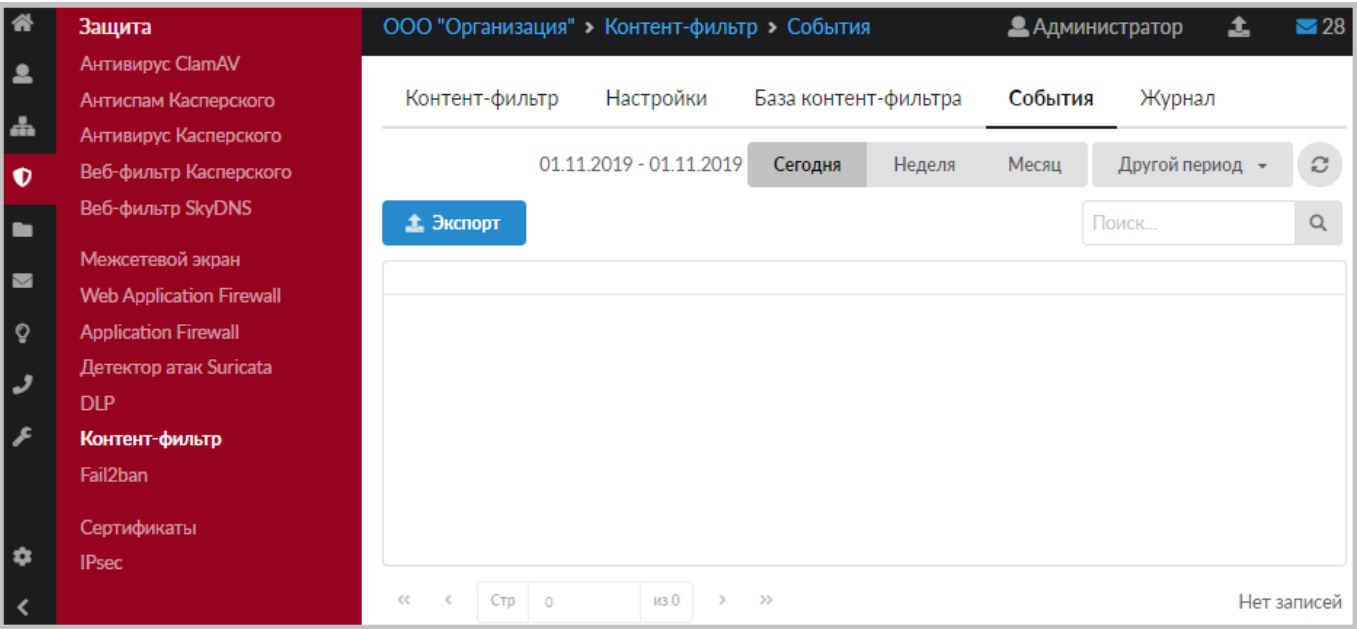 Защита
Антивирус ClamAV
Антиспам Касперского
Антивирус Касперского
Веб-фильтр Касперского
Веб-фильтр SkyDNS
Межсетевой экран
Web Application Firewall
Application Firewall
Детектор атак Suricata
DLP
Контент-фильтр
Fail2ban
Сертификаты
IPsec
ООО "Организация" > Контент-фильтр > События Администратор 28
Контент-фильтр Настройки База контент-фильтра События Журнал
01.11.2019 - 01.11.2019 Сегодня Неделя Месяц Другой период
Экспорт Поиск...
Стр 0 из 0 Нет записей